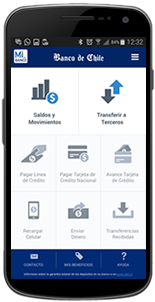 12:32
Mi
BANCO
Banco de Chile
Saldos y
Movimientos
Transferir a
Terceros
Pagar Línea
de Crédito
Pago Tarjeta de
Crédito Nacional
Avance Tarjeta
de Crédito
Recargar
Celular
Enviar
Dinero
Transferencias
Recibidas
CONTACTO
MIS BENEFICIOS
AYUDA